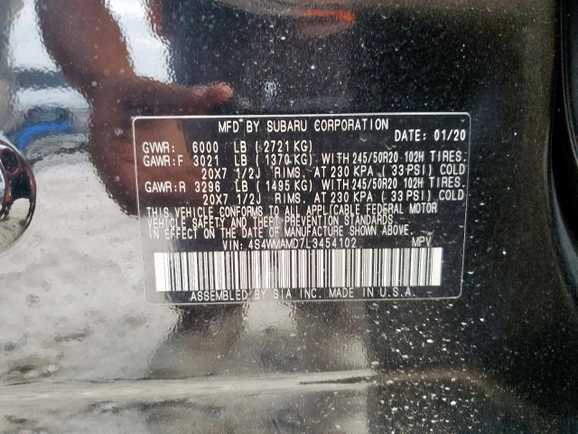 MFD BY SUBARU CORPORATION
DATE: 01/20
GVWR: 6000 LB (2721 KG)
GAWR:F 3021 LB (1370 KG) WITH 245/50R20 102H TIRES.
20X7 1/2J RIMS. AT 230 KPA (33 PSI) COLD
GAWR:R 3296 LB (1495 KG) WITH 245/50R20 102H TIRES.
20X7 1/2J RIMS. AT 230 KPA (33 PSI) COLD
THIS VEHICLE CONFORMS TO ALL APPLICABLE FEDERAL MOTOR
VEHICLE SAFETY AND THEFT PREVENTION STANDARDS
IN EFFECT ON THE DATE OF MANUFACTURE SHOWN ABOVE.
VIN: 4S4WMAMD7L3454102 MPV
ASSEMBLED BY SIA INC. MADE IN U.S.A.